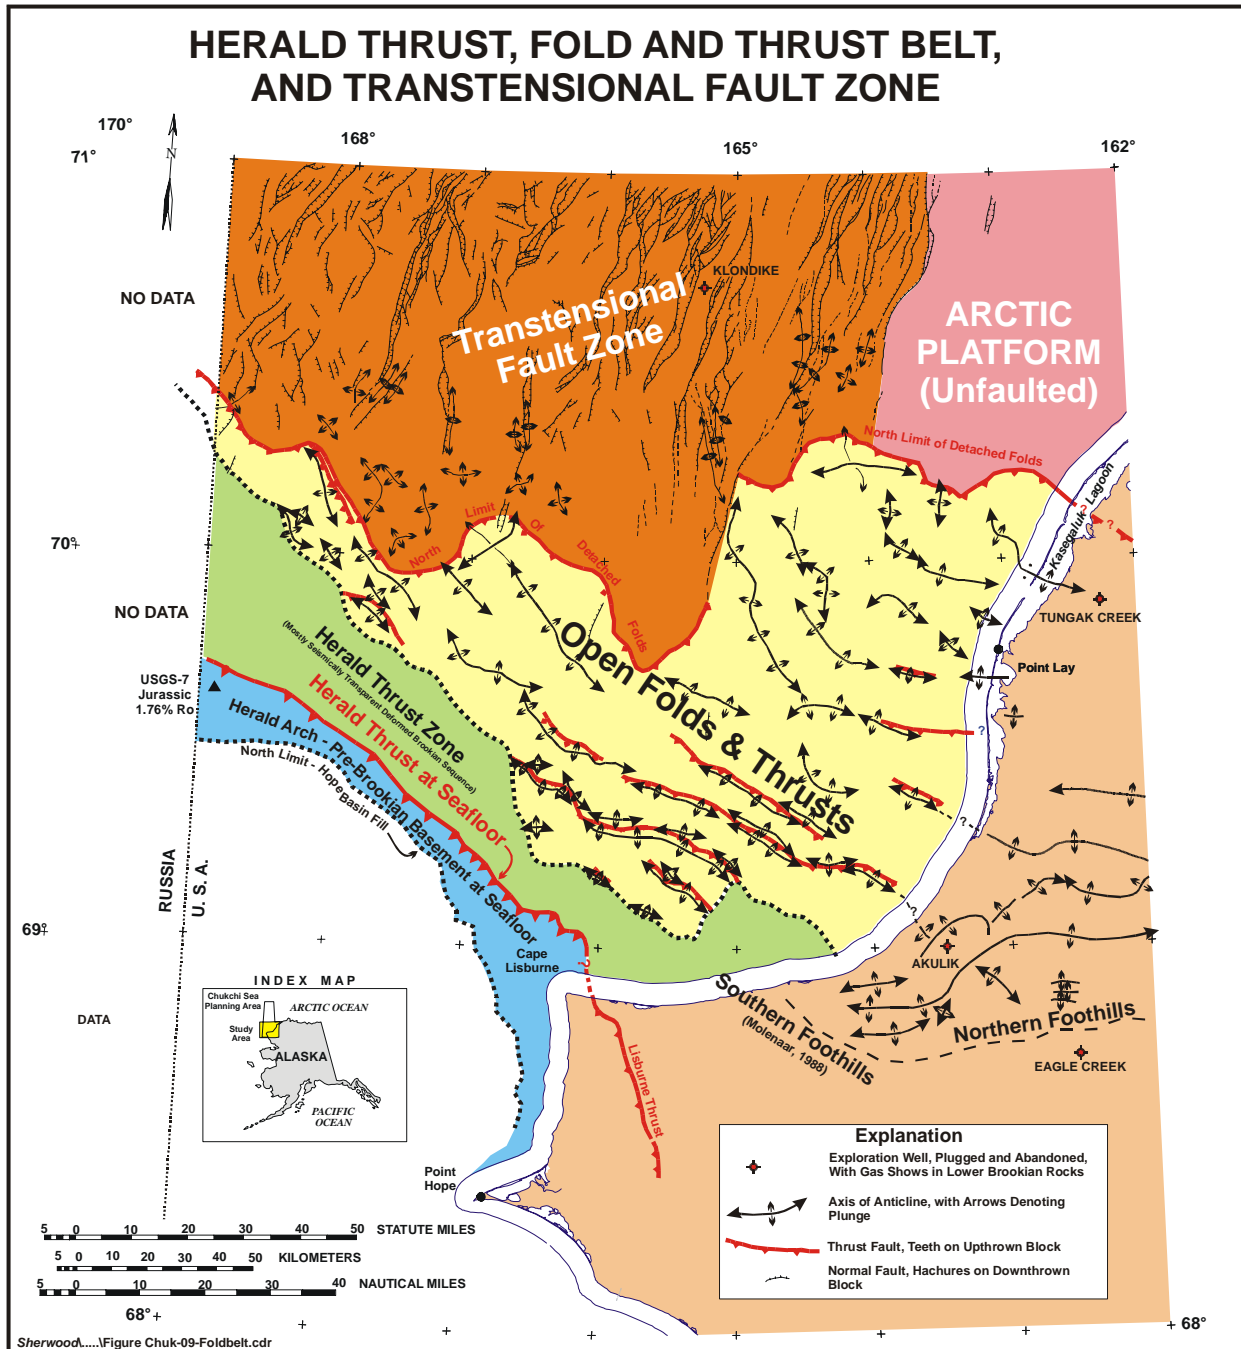 HERALD THRUST, FOLD AND THRUST BELT,
AND TRANSTENSIONAL FAULT ZONE
170°
71°
N
168°
165°
162°
KLONDIKE
NO DATA
Transtensional
Fault Zone
ARCTIC
PLATFORM
(Unfaulted)
North Limit of Detached Folds
Kasegaluk Lagoon
?
?
North Limit Of Detached Folds
70°
NO DATA
TUNGAK CREEK
Point Lay
Open Folds & Thrusts
Herald Thrust Zone
(Mostly Seismically Transparent Deformed Brookian Sequence)
Herald Thrust at Seafloor
USGS-7
Jurassic
1.76% Ro
Herald Arch - Pre-Brookian Basement at Seafloor
North Limit - Hope Basin Fill
?
?
?
RUSSIA
U. S. A.
69°
Cape
Lisburne
?
AKULIK
Southern Foothills
(Molenaar, 1988)
Northern Foothills
EAGLE CREEK
Lisburne Thrust
INDEX MAP
Chukchi Sea
Planning Area
ARCTIC OCEAN
Study
Area
ALASKA
PACIFIC
OCEAN
DATA
Point
Hope
Explanation
Exploration Well, Plugged and Abandoned,
With Gas Shows in Lower Brookian Rocks
Axis of Anticline, with Arrows Denoting
Plunge
Thrust Fault, Teeth on Upthrown Block
Normal Fault, Hachures on Downthrown
Block
5 0 10 20 30 40 50 STATUTE MILES
5 0 10 20 30 40 50 KILOMETERS
5 0 10 20 30 40 NAUTICAL MILES
68°
68°
Sherwood\.....\Figure Chuk-09-Foldbelt.cdr